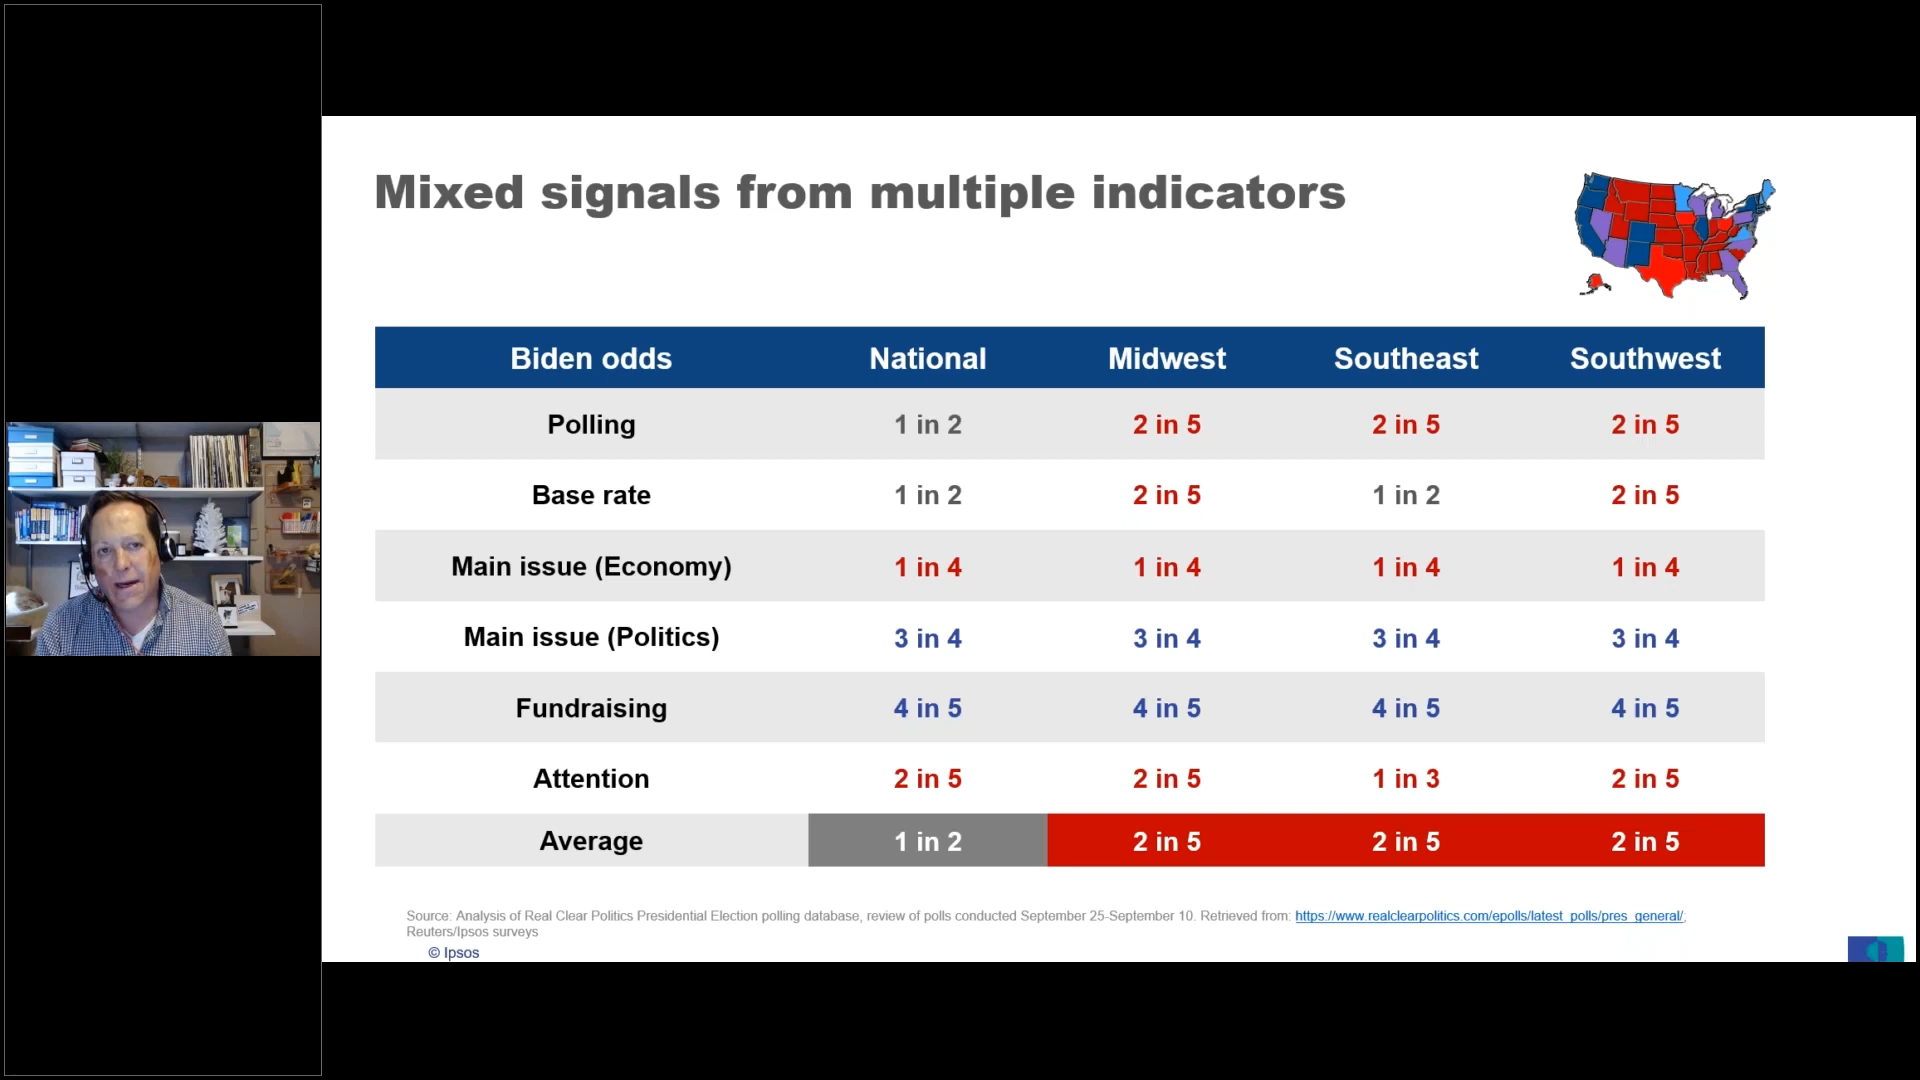 Mixed signals from multiple indicators
Biden odds National Midwest Southeast Southwest
Polling 1 in 2 2 in 5 2 in 5 2 in 5
Base rate 1 in 2 2 in 5 1 in 2 2 in 5
Main issue (Economy) 1 in 4 1 in 4 1 in 4 1 in 4
Main issue (Politics) 3 in 4 3 in 4 3 in 4 3 in 4
Fundraising 4 in 5 4 in 5 4 in 5 4 in 5
Attention 2 in 5 2 in 5 1 in 3 2 in 5
Average 1 in 2 2 in 5 2 in 5 2 in 5
Source: Analysis of Real Clear Politics Presidential Election polling database, review of polls conducted September 25-September 10. Retrieved from: https://www.realclearpolitics.com/epolls/latest_polls/pres_general/;
Reuters/Ipsos surveys
© Ipsos